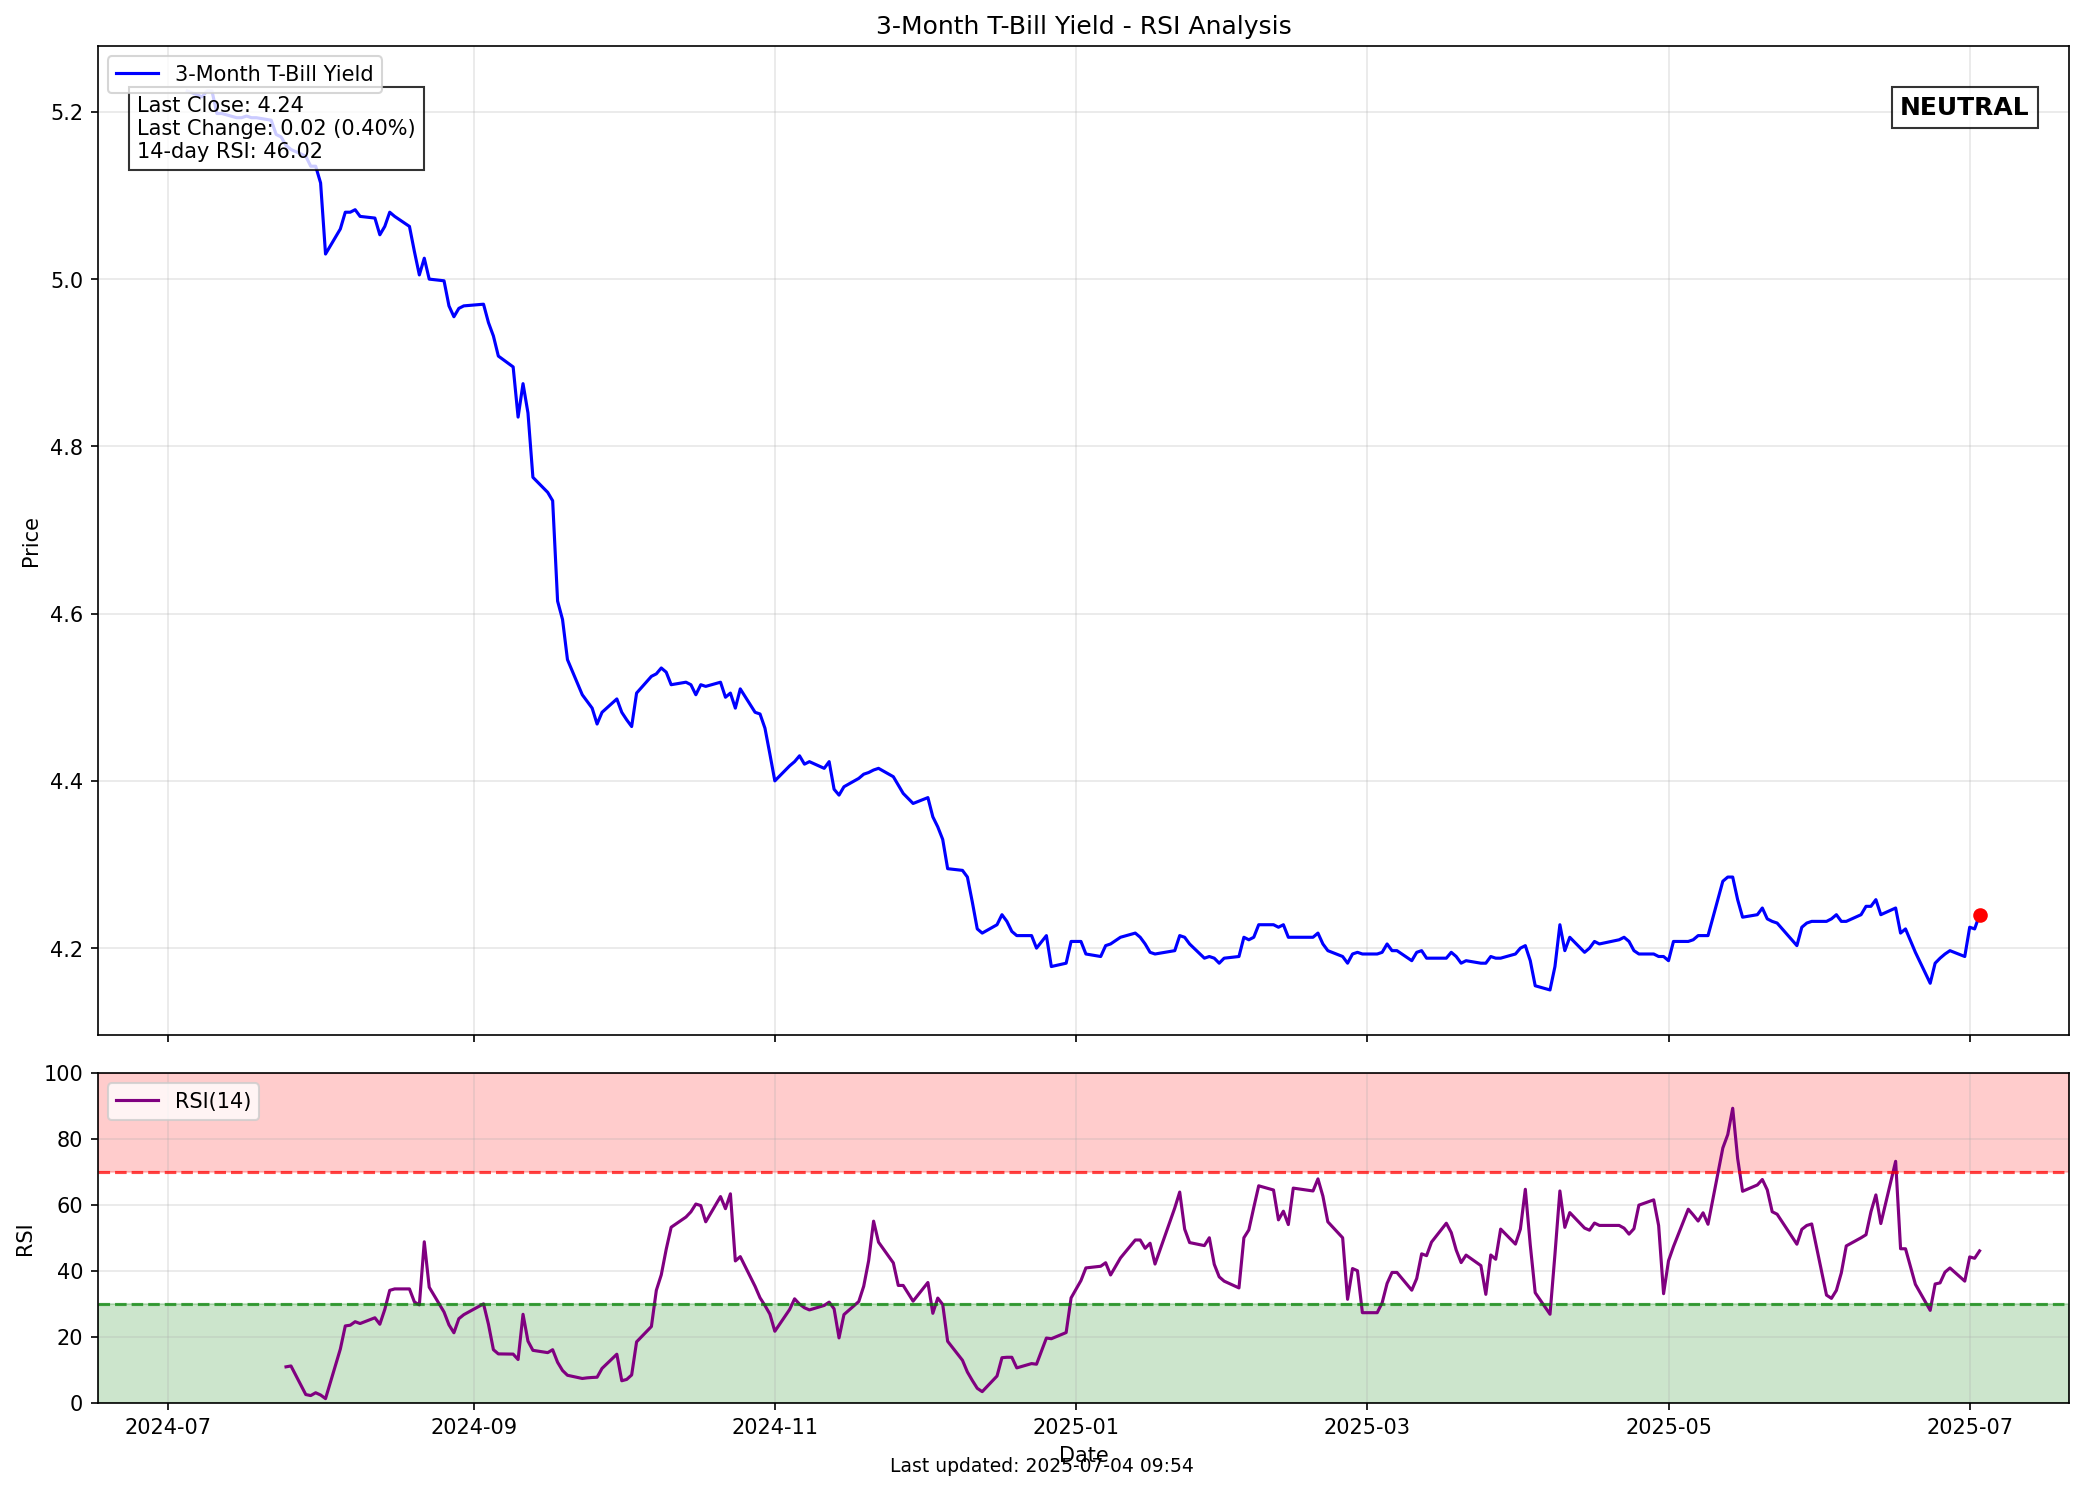 3-Month T-Bill Yield - RSI Analysis
3-Month T-Bill Yield
Last Close: 4.24
Last Change: 0.02 (0.40%)
14-day RSI: 46.02
NEUTRAL
Price
5.2
5.0
4.8
4.6
4.4
4.2
RSI(14)
RSI
100
80
60
40
20
0
2024-07
2024-09
2024-11
2025-01
2025-03
2025-05
2025-07
Date
Last updated: 2025-07-04 09:54